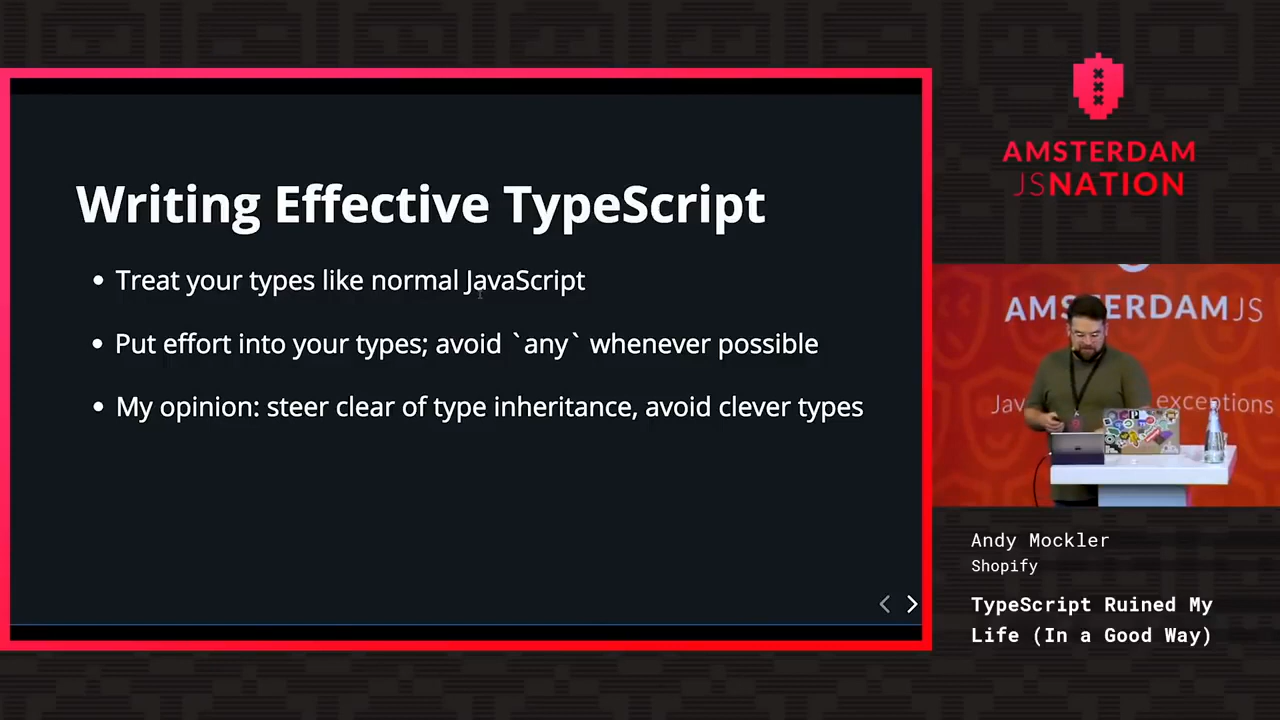 Writing Effective TypeScript
Treat your types like normal JavaScript
Put effort into your types; avoid `any` whenever possible
My opinion: steer clear of type inheritance, avoid clever types
AMSTERDAM
JSNATION
AMSTERDAMJS
Jav
exceptions
Andy Mockler
Shopify
TypeScript Ruined My
Life (In a Good Way)